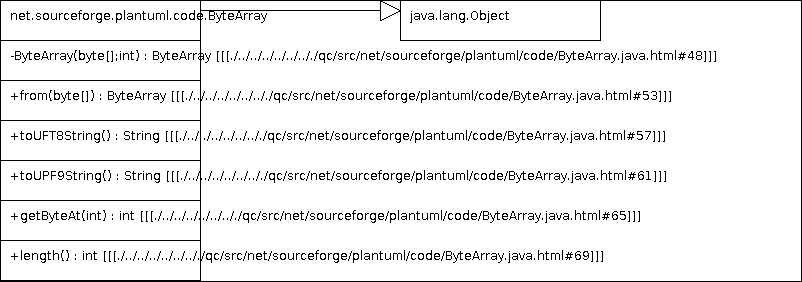 net.sourceforge.plantuml.code.ByteArray
java.lang.Object
-ByteArray(byte[];int) : ByteArray [[[./../../../../../../../qc/src/net/sourceforge/plantuml/code/ByteArray.java.html#48]]]
+from(byte[]) : ByteArray [[[./../../../../../../../qc/src/net/sourceforge/plantuml/code/ByteArray.java.html#53]]]
+toUFT8String() : String [[[./../../../../../../../qc/src/net/sourceforge/plantuml/code/ByteArray.java.html#57]]]
+toUPF9String() : String [[[./../../../../../../../qc/src/net/sourceforge/plantuml/code/ByteArray.java.html#61]]]
+getByteAt(int) : int [[[./../../../../../../../qc/src/net/sourceforge/plantuml/code/ByteArray.java.html#65]]]
+length() : int [[[./../../../../../../../qc/src/net/sourceforge/plantuml/code/ByteArray.java.html#69]]]